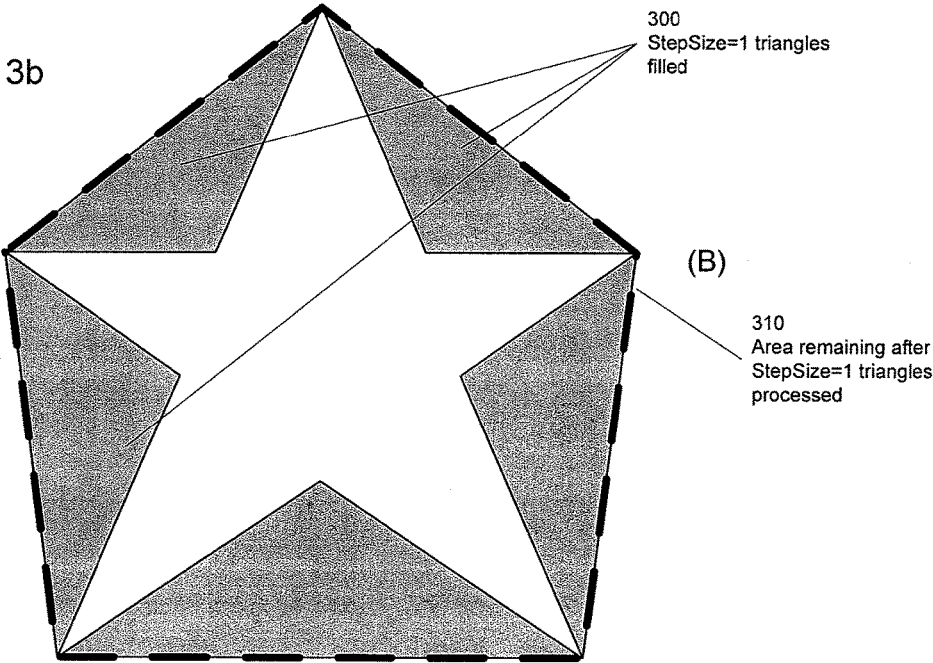 3b
300
StepSize=1 triangles
filled
(B)
310
Area remaining after
StepSize=1 triangles
processed